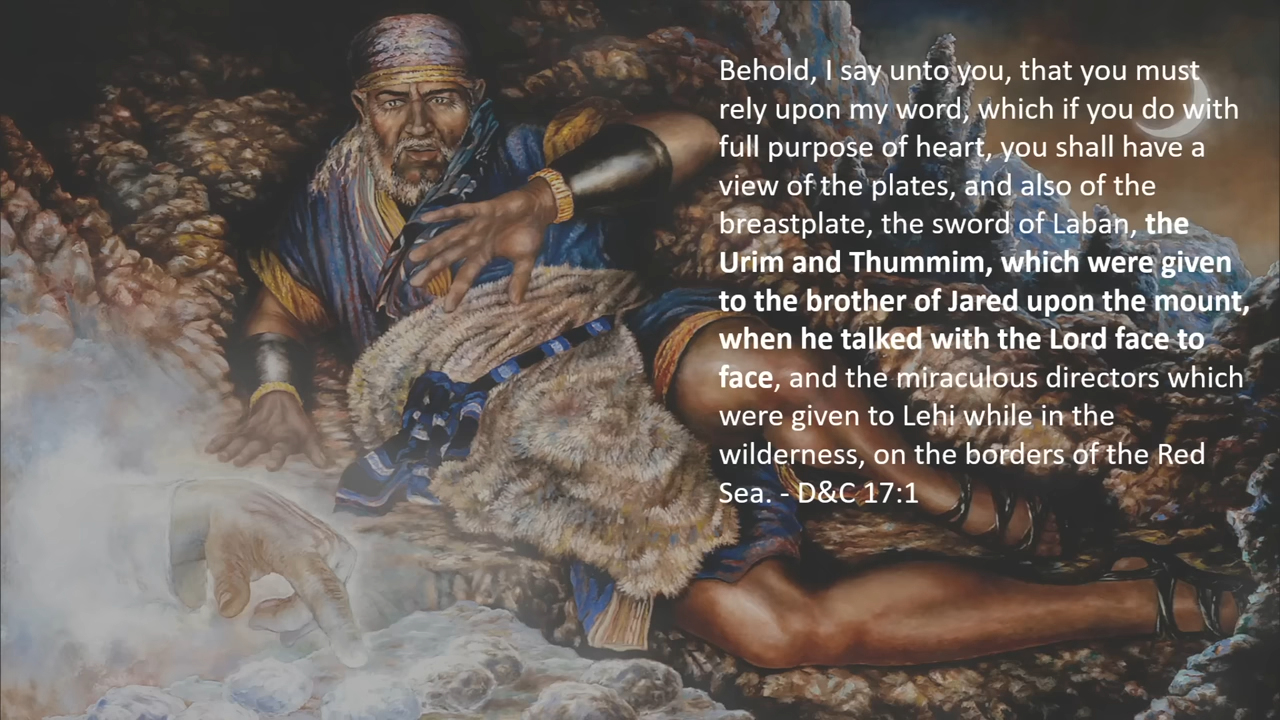 Behold, I say unto you, that you must
rely upon my word, which if you do with
full purpose of heart, you shall have a
view of the plates, and also of the
breastplate, the sword of Laban, the
Urim and Thummim, which were given
to the brother of Jared upon the mount,
when he talked with the Lord face to
face, and the miraculous directors which
were given to Lehi while in the
wilderness, on the borders of the Red
Sea. - D&C 17:1